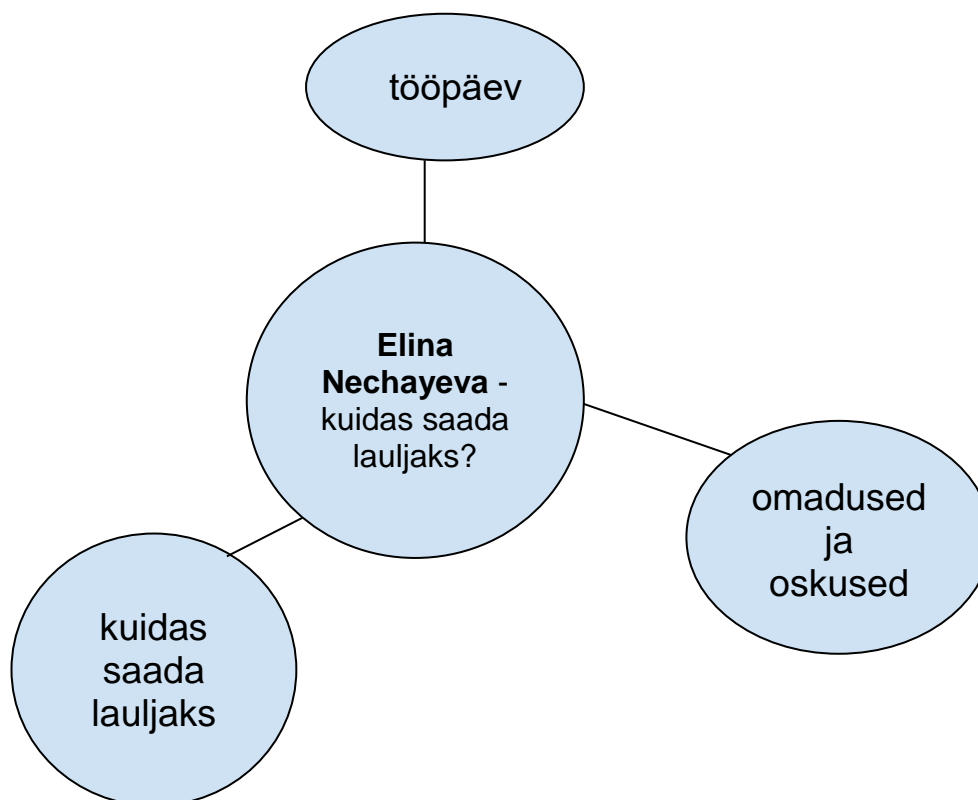 tööpäev
Elina
Nechayeva -
kuidas saada
lauljaks?
omadused
ja
oskused
kuidas
saada
lauljaks